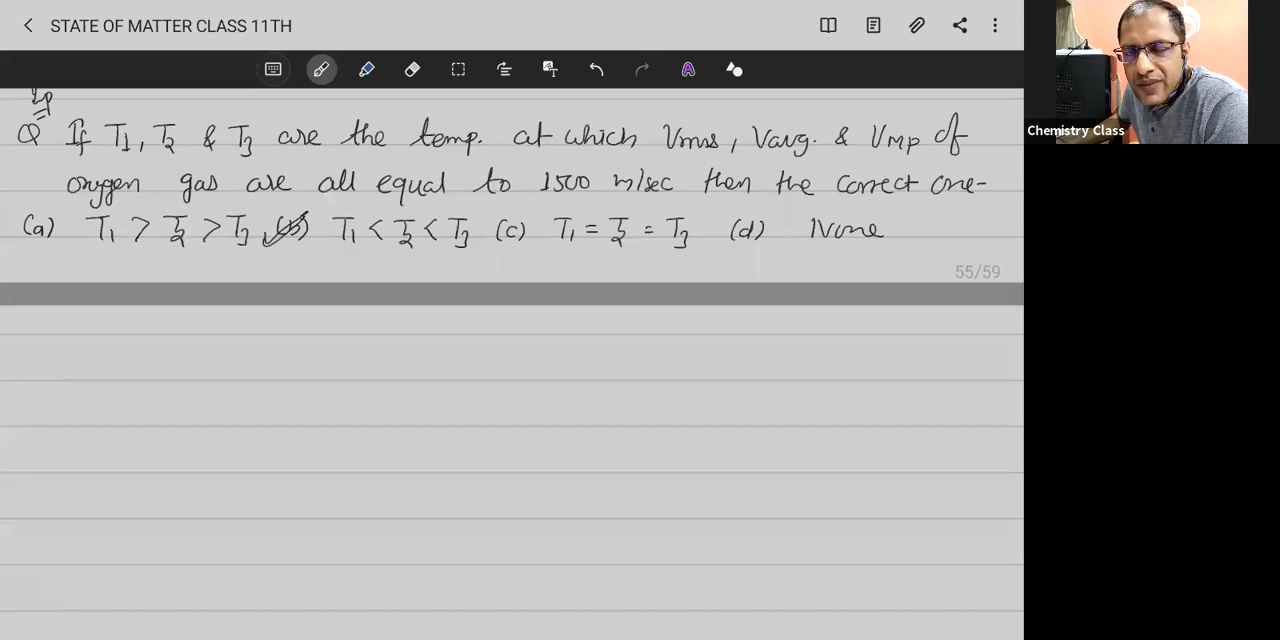 STATE OF MATTER CLASS 11TH
Imp
Q If T1, T2 & T3 are the temp. at which Vrms, Vavg. & VMP of
oxygen gas are all equal to 1500 m/sec then the correct one-
(a) T1 > T2 > T3 (b) T1 < T2 < T3 (c) T1 = T2 = T3 (d) None
55/59
Chemistry Class